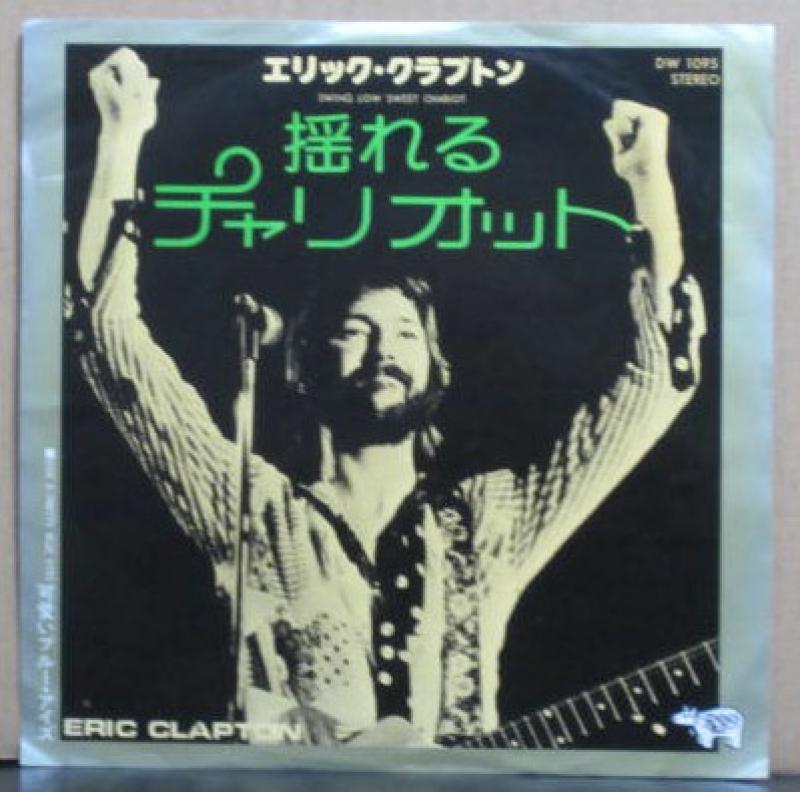 エリック・クラプトン
DW 1095
STEREO
SWING LOW SWEET CHARIOT
揺れる
チャリオット
ERIC CLAPTON